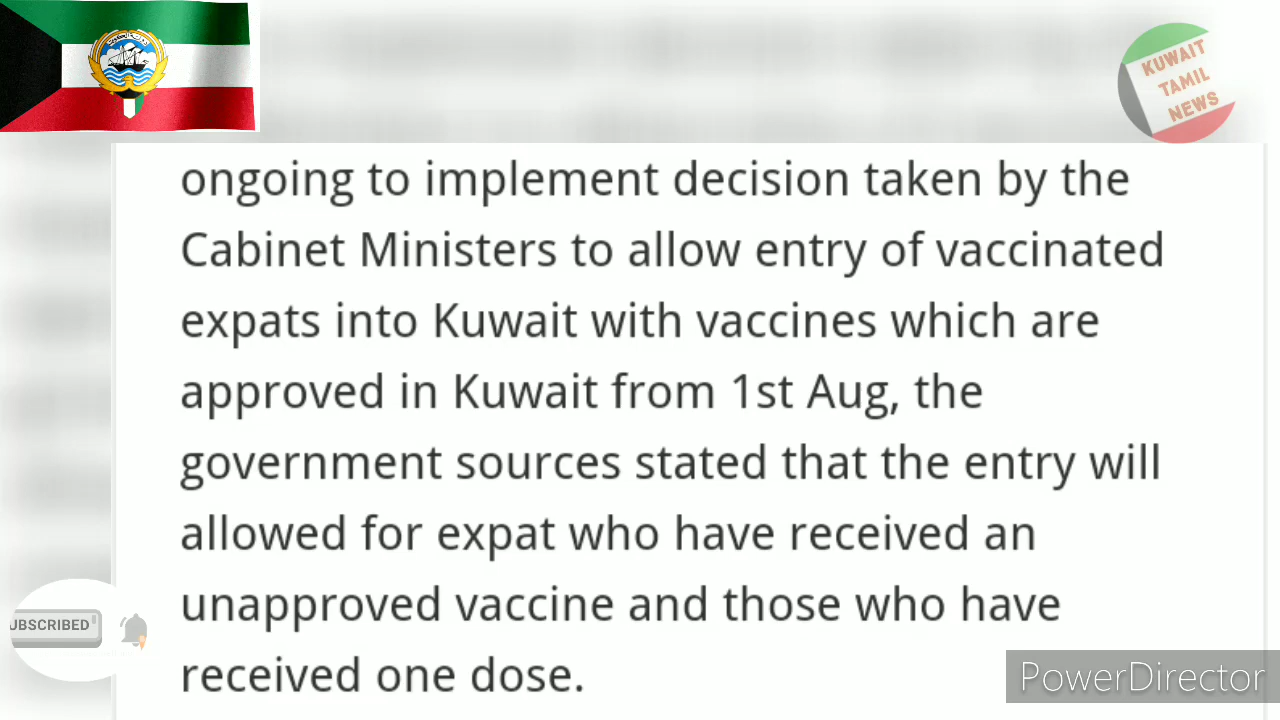 KUWAIT
TAMIL
NEWS
ongoing to implement decision taken by the
Cabinet Ministers to allow entry of vaccinated
expats into Kuwait with vaccines which are
approved in Kuwait from 1st Aug, the
government sources stated that the entry will
allowed for expat who have received an
unapproved vaccine and those who have
received one dose.
UBSCRIBED
PowerDirector